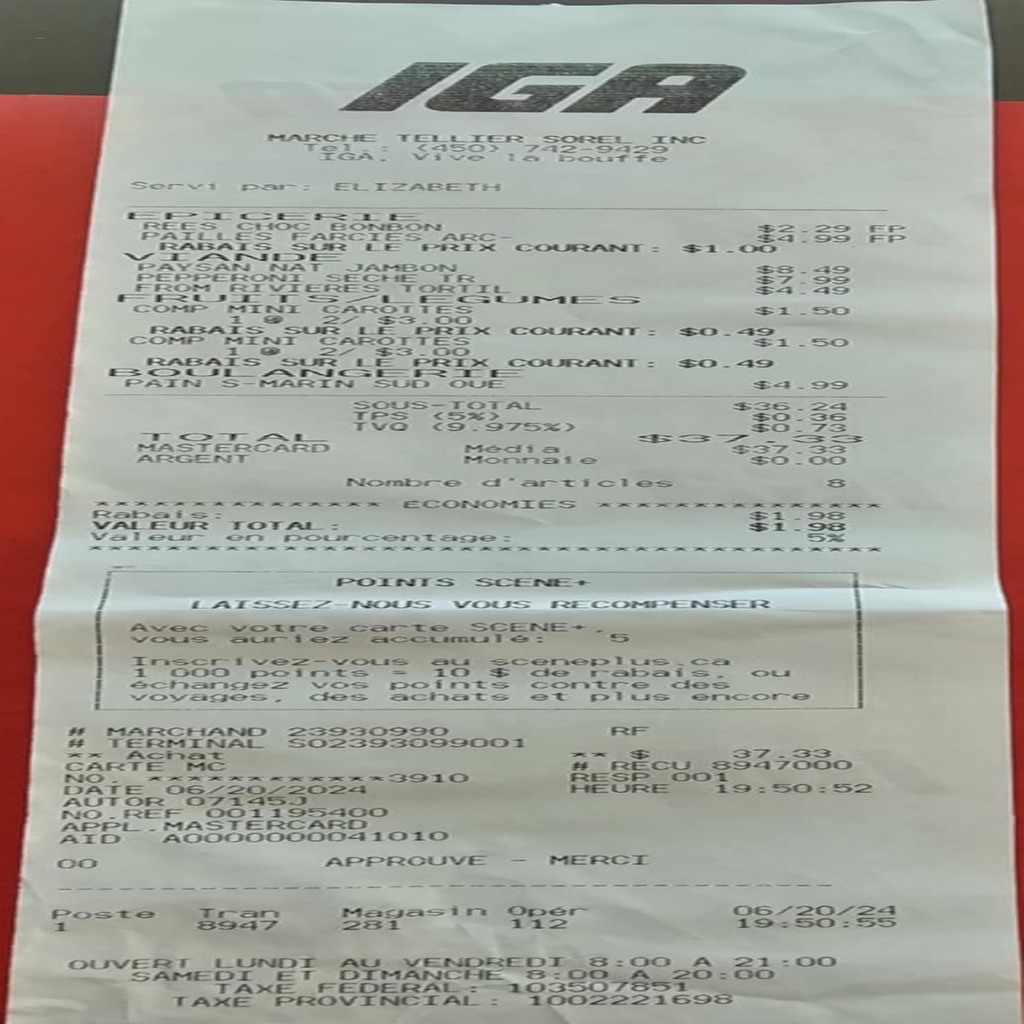 IGA
MARCHE TELLIER SOREL INC
Tel.: (450) 742-9429
IGA, Vive la bouffe
Servi par: ELIZABETH
EPICERIE
REES CHOC BONBON $2.29 FP
PAILLES FARCIES ARC- $4.99 FP
RABAIS SUR LE PRIX COURANT: $1.00
VIANDE
PAYSAN NAT JAMBON $8.49
PEPPERONI SECHE TR $7.99
FROM RIVIERES TORTIL $4.49
FRUITS/LEGUMES
COMP MINI CAROTTES $1.50
1 @ 2/ $3.00
RABAIS SUR LE PRIX COURANT: $0.49
COMP MINI CAROTTES $1.50
1 @ 2/ $3.00
RABAIS SUR LE PRIX COURANT: $0.49
BOULANGERIE
PAIN S-MARIN SUD OUE $4.99
SOUS-TOTAL $36.24
TPS (5%) $0.36
TVQ (9.975%) $0.73
TOTAL $37.33
MASTERCARD Média $37.33
ARGENT Monnaie $0.00
Nombre d'articles 8
*************** ECONOMIES ***************
Rabais: $1.98
VALEUR TOTAL: $1.98
Valeur en pourcentage: 5%
*****************************************
POINTS SCENE+
LAISSEZ-NOUS VOUS RECOMPENSER
Avec votre carte SCENE+,
vous auriez accumulé: 5
Inscrivez-vous au sceneplus.ca
1 000 points = 10 $ de rabais, ou
échangez vos points contre des
voyages, des achats et plus encore
# MARCHAND 23930990 RF
# TERMINAL S02393099001
** Achat ** $ 37.33
CARTE MC # RECU 8947000
NO. ************3910 RESP 001
DATE 06/20/2024 HEURE 19:50:52
AUTOR 07145J
NO.REF 001195400
APPL.MASTERCARD
AID A0000000041010
00 APPROUVE - MERCI
Poste Tran Magasin Opér 06/20/24
1 8947 281 112 19:50:55
OUVERT LUNDI AU VENDREDI 8:00 A 21:00
SAMEDI ET DIMANCHE 8:00 A 20:00
TAXE FEDERAL: 103507851
TAXE PROVINCIAL: 1002221698